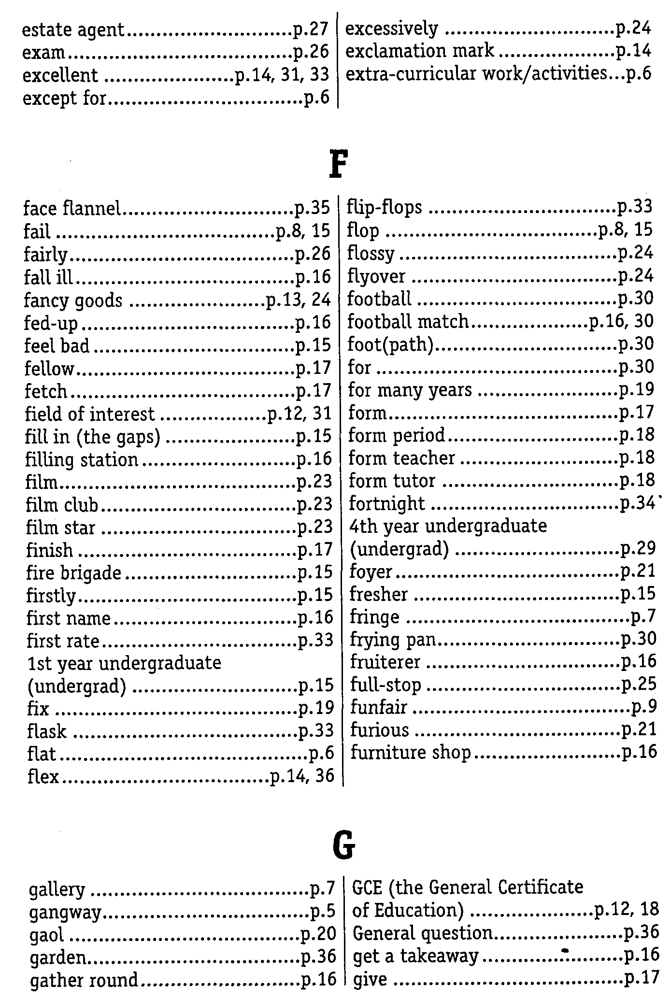 estate agent............................p.27
exam......................................p.26
excellent ......................p.14, 31, 33
except for.................................p.6
excessively .............................p.24
exclamation mark ....................p.14
extra-curricular work/activities...p.6
F
face flannel.............................p.35
fail .....................................p.8, 15
fairly......................................p.26
fall ill.....................................p.16
fancy goods .......................p.13, 24
fed-up....................................p.16
feel bad..................................p.15
fellow.....................................p.17
fetch......................................p.17
field of interest ..................p.12, 31
fill in (the gaps) ......................p.15
filling station..........................p.16
film........................................p.23
film club.................................p.23
film star .................................p.23
finish .....................................p.17
fire brigade.............................p.15
firstly.....................................p.15
first name...............................p.16
first rate.................................p.33
1st year undergraduate
(undergrad) ............................p.15
fix .........................................p.19
flask ......................................p.33
flat..........................................p.6
flex...................................p.14, 36
flip-flops ................................p.33
flop ....................................p.8, 15
flossy.....................................p.24
flyover ...................................p.24
football ..................................p.30
football match....................p.16, 30
foot(path)...............................p.30
for .........................................p.30
for many years ........................p.19
form.......................................p.17
form period.............................p.18
form teacher ...........................p.18
form tutor ..............................p.18
fortnight ................................p.34
4th year undergraduate
(undergrad) ............................p.29
foyer......................................p.21
fresher ...................................p.15
fringe ......................................p.7
frying pan...............................p.30
fruiterer .................................p.16
full-stop .................................p.25
funfair .....................................p.9
furious ...................................p.21
furniture shop.........................p.16
G
gallery .....................................p.7
gangway...................................p.5
gaol .......................................p.20
garden....................................p.36
gather round...........................p.16
GCE (the General Certificate
of Education) .....................p.12, 18
General question......................p.36
get a takeaway........................p.16
give .......................................p.17